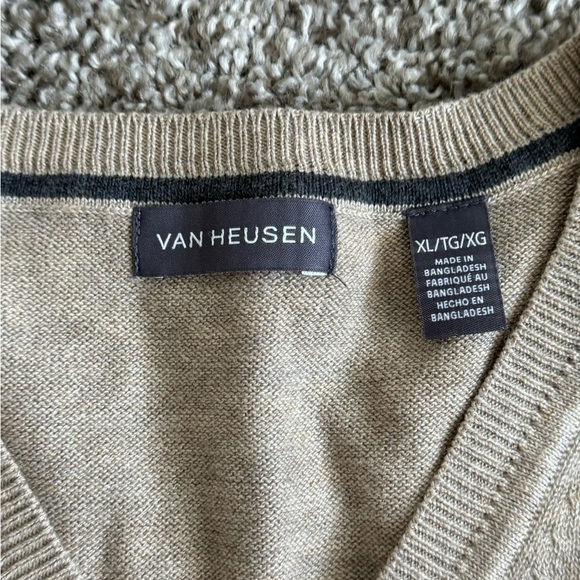 VAN HEUSEN
XL/TG/XG
MADE IN
BANGLADESH
FABRIQUÉ AU
BANGLADESH
HECHO EN
BANGLADESH